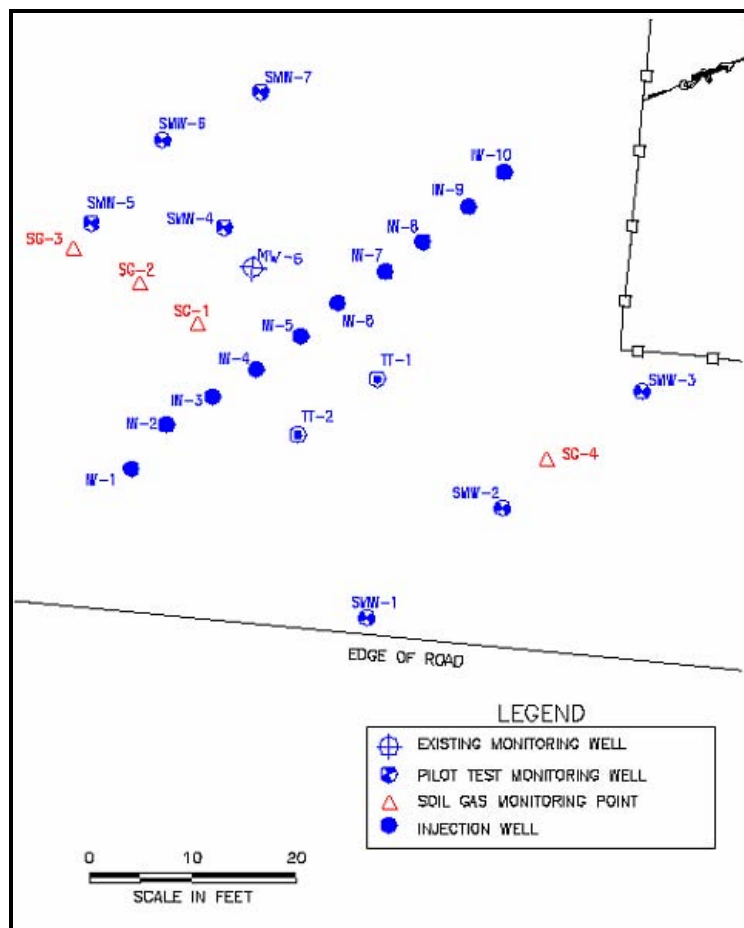 SMW-7
SMW-6
IW-10
IW-9
SMW-5
SMW-4
IW-8
SG-3
MW-6
IW-7
SG-2
SG-1
IW-6
IW-5
IW-4
TT-1
SMW-3
IW-3
TT-2
IW-2
SG-4
IW-1
SMW-2
SMW-1
EDGE OF ROAD
LEGEND
EXISTING MONITORING WELL
PILOT TEST MONITORING WELL
SOIL GAS MONITORING POINT
INJECTION WELL
0 10 20
SCALE IN FEET